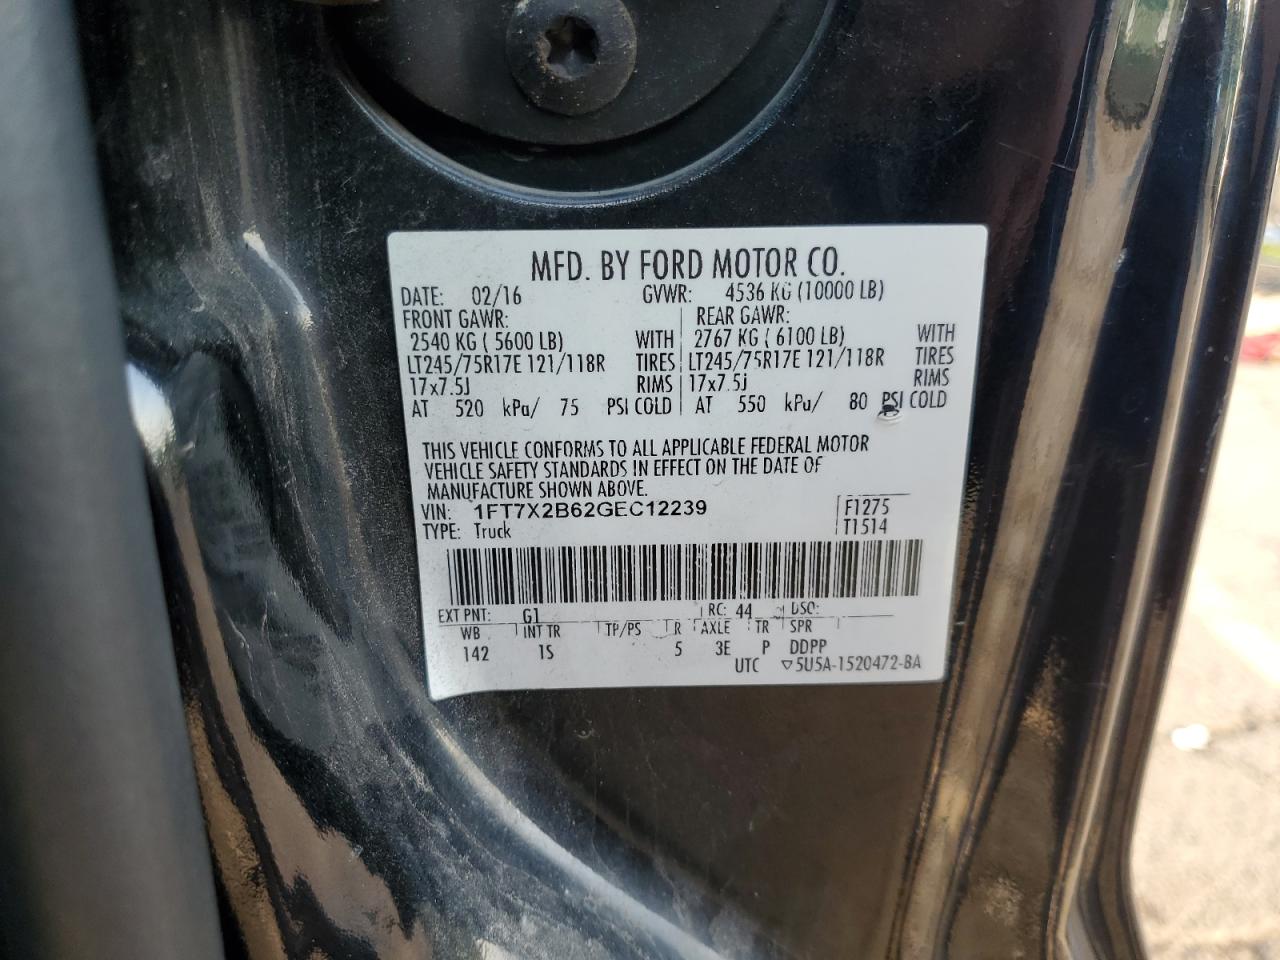 MFD. BY FORD MOTOR CO.
DATE: 02/16 GVWR: 4536 KG (10000 LB)
FRONT GAWR: REAR GAWR:
2540 KG ( 5600 LB) WITH 2767 KG ( 6100 LB) WITH
LT245/75R17E 121/118R TIRES LT245/75R17E 121/118R TIRES
17x7.5J RIMS 17x7.5J RIMS
AT 520 kPa/ 75 PSI COLD AT 550 kPa/ 80 PSI COLD
THIS VEHICLE CONFORMS TO ALL APPLICABLE FEDERAL MOTOR
VEHICLE SAFETY STANDARDS IN EFFECT ON THE DATE OF
MANUFACTURE SHOWN ABOVE.
VIN: 1FT7X2B62GEC12239 F1275
TYPE: Truck T1514
EXT PNT: G1 RC: 44 DSO:
WB INT TR TP/PS R AXLE TR SPR
142 1S 5 3E P DDPP
UTC ▽5U5A-1520472-BA